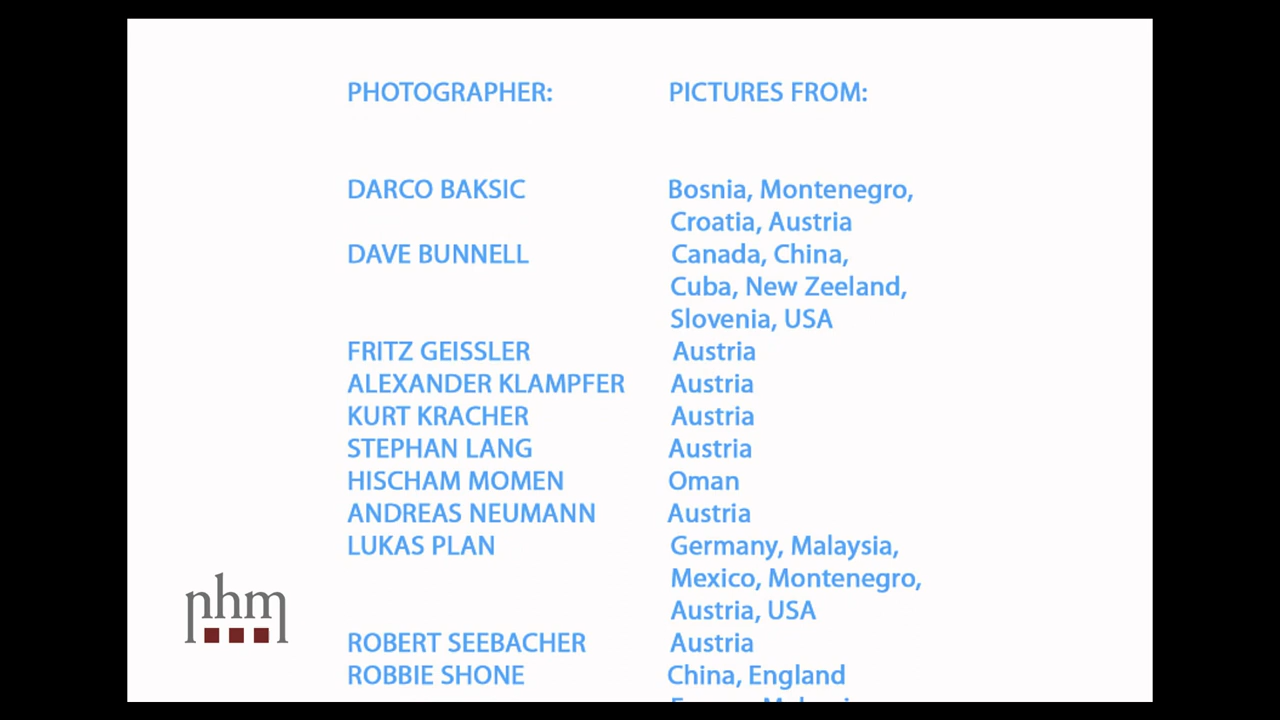 PHOTOGRAPHER: PICTURES FROM:
DARCO BAKSIC Bosnia, Montenegro,
Croatia, Austria
DAVE BUNNELL Canada, China,
Cuba, New Zeeland,
Slovenia, USA
FRITZ GEISSLER Austria
ALEXANDER KLAMPFER Austria
KURT KRACHER Austria
STEPHAN LANG Austria
HISCHAM MOMEN Oman
ANDREAS NEUMANN Austria
LUKAS PLAN Germany, Malaysia,
Mexico, Montenegro,
Austria, USA
ROBERT SEEBACHER Austria
ROBBIE SHONE China, England
nhm